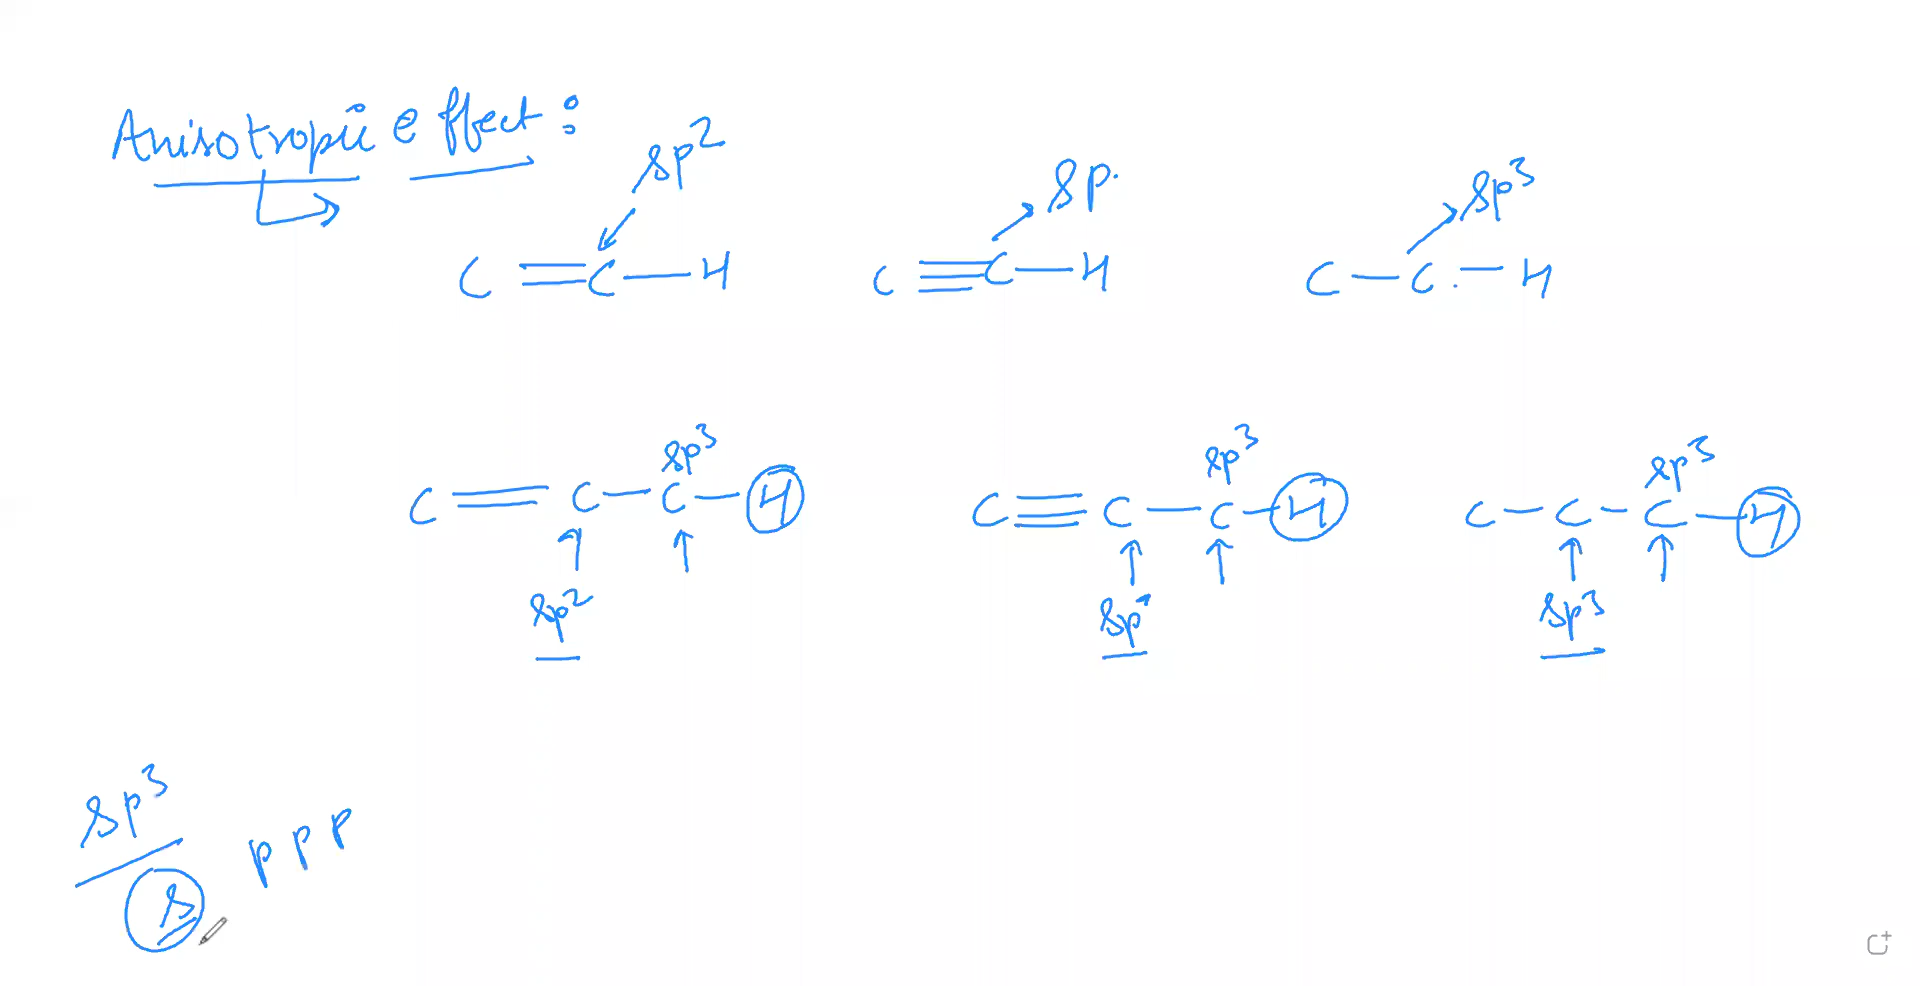 Anisotropic effect :
sp² sp. sp³
C = C - H C ≡ C - H C - C . - H
sp³ sp³ sp³
C = C - C - H C ≡ C - C - H C - C - C - H
sp² sp' sp³
sp³
s p p p